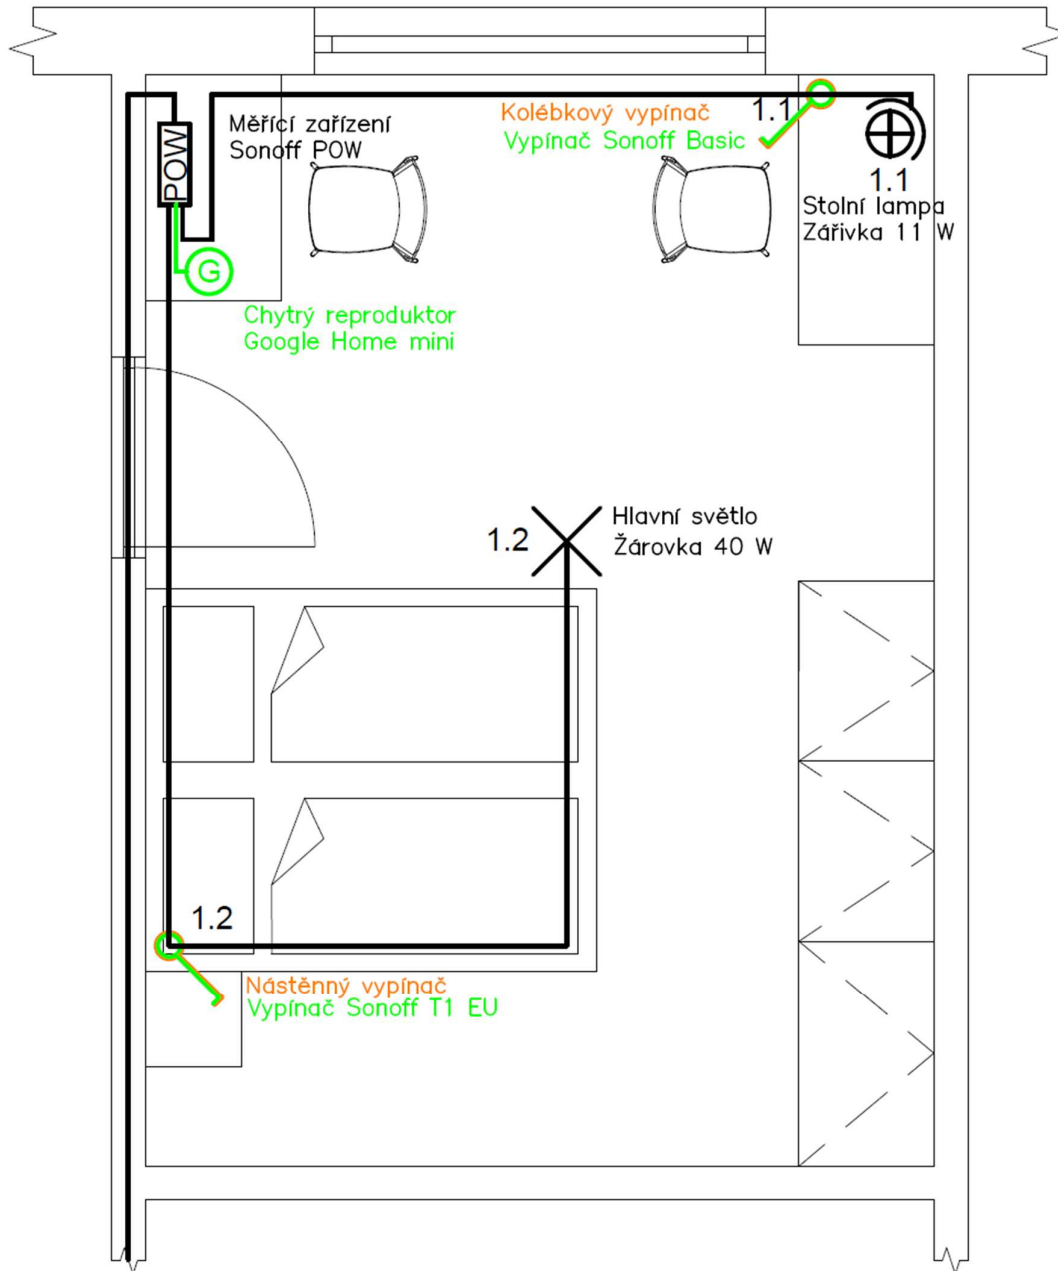 Kolébkový vypínač
1.1
Vypínač Sonoff Basic
Měřící zařízení
Sonoff POW
POW
1.1
Stolní lampa
Zářivka 11 W
G
Chytrý reproduktor
Google Home mini
Hlavní světlo
1.2
Žárovka 40 W
1.2
Nástěnný vypínač
Vypínač Sonoff T1 EU